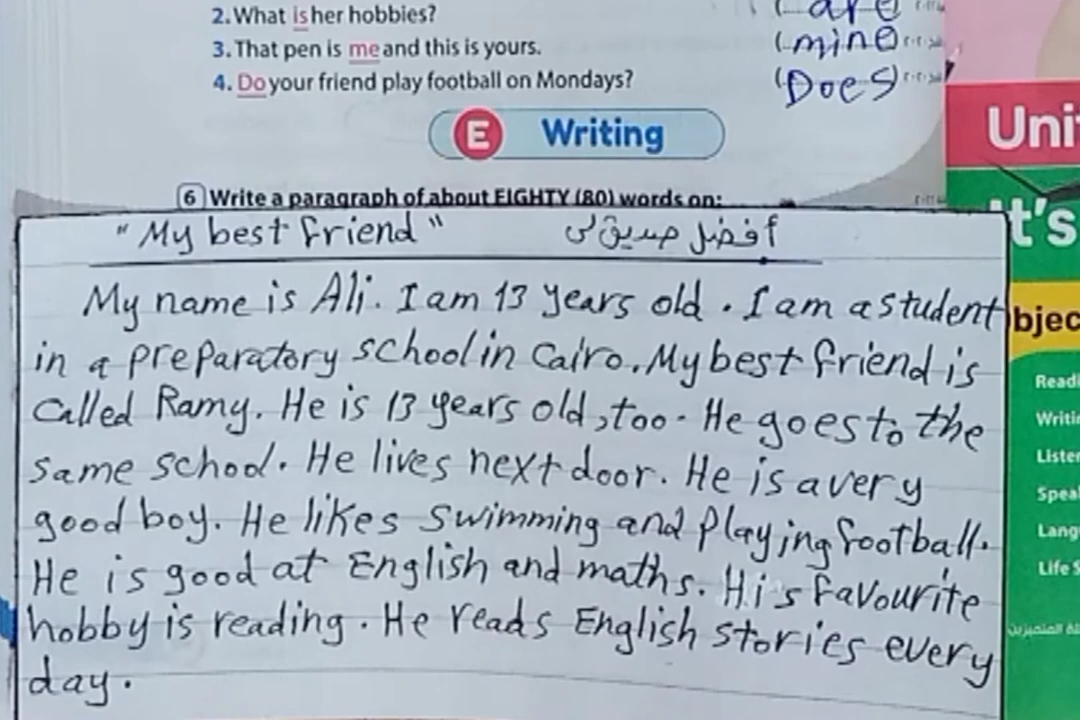 2. What is her hobbies?
are
3. That pen is me and this is yours.
(mine
4. Do your friend play football on Mondays?
(Does)
E Writing
6 Write a paragraph of about EIGHTY (80) words on:
"My best friend" أفضل صديق لى
My name is Ali. I am 13 years old. I am a student
in a preparatory school in Cairo. My best friend is
called Ramy. He is 13 years old, too. He goes to the
same school. He lives next door. He is a very
good boy. He likes swimming and playing football.
He is good at English and maths. His favourite
hobby is reading. He reads English stories every
day.
Uni
It's
bjec
Readi
Writin
Listen
Speak
Lang
Life S